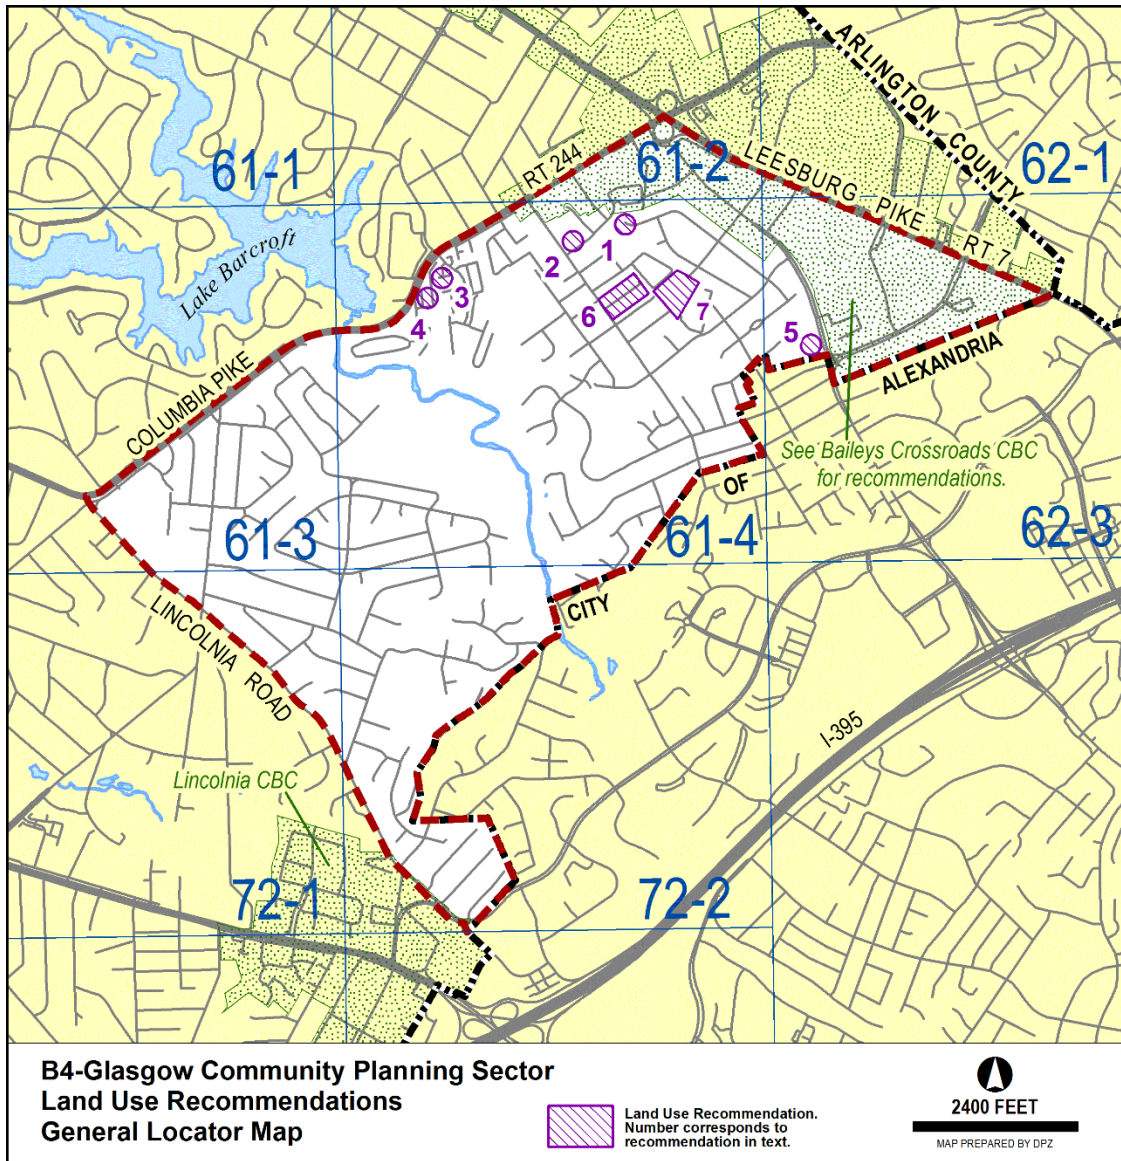 ARLINGTON COUNTY
61-1
RT 244
61-2
62-1
LEESBURG PIKE RT 7
Lake Barcroft
1
2
3
4
6
7
5
COLUMBIA PIKE
ALEXANDRIA
See Baileys Crossroads CBC
for recommendations.
OF
61-3
61-4
62-3
CITY
LINCOLNIA ROAD
I-395
Lincolnia CBC
72-1
72-2
B4-Glasgow Community Planning Sector
Land Use Recommendations
General Locator Map
Land Use Recommendation.
Number corresponds to
recommendation in text.
2400 FEET
MAP PREPARED BY DPZ